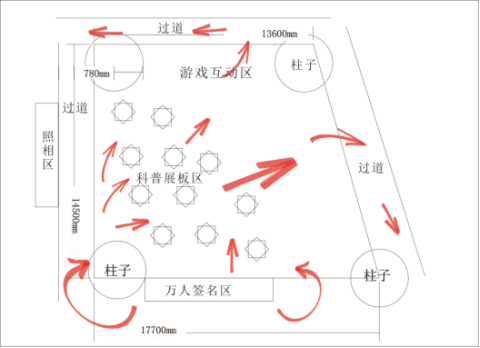 过道
13600mm
780mm
游戏互动区
柱子
过道
照相区
过道
科普展板区
14500mm
柱子
万人签名区
柱子
17700mm